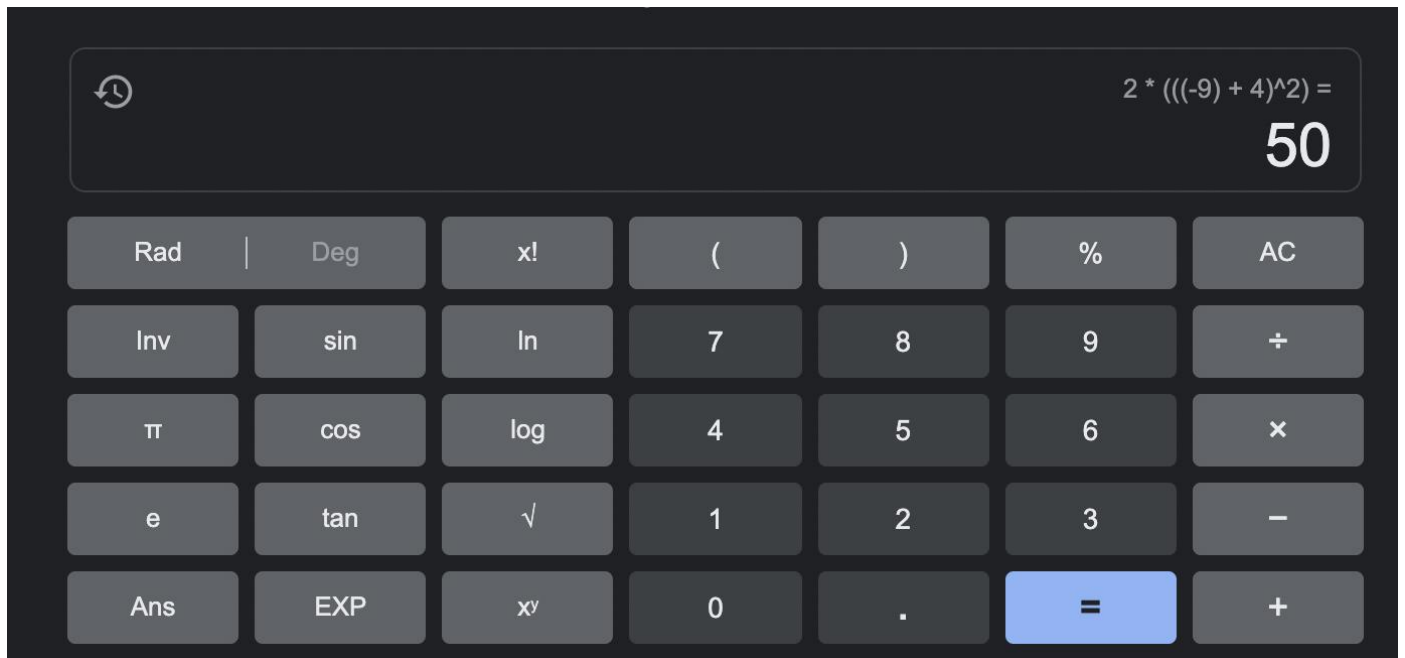 2 * (((-9) + 4)^2) =
50
Rad | Deg x! ( ) % AC
Inv sin ln 7 8 9 ÷
π cos log 4 5 6 ×
e tan √ 1 2 3 −
Ans EXP xʸ 0 . = +